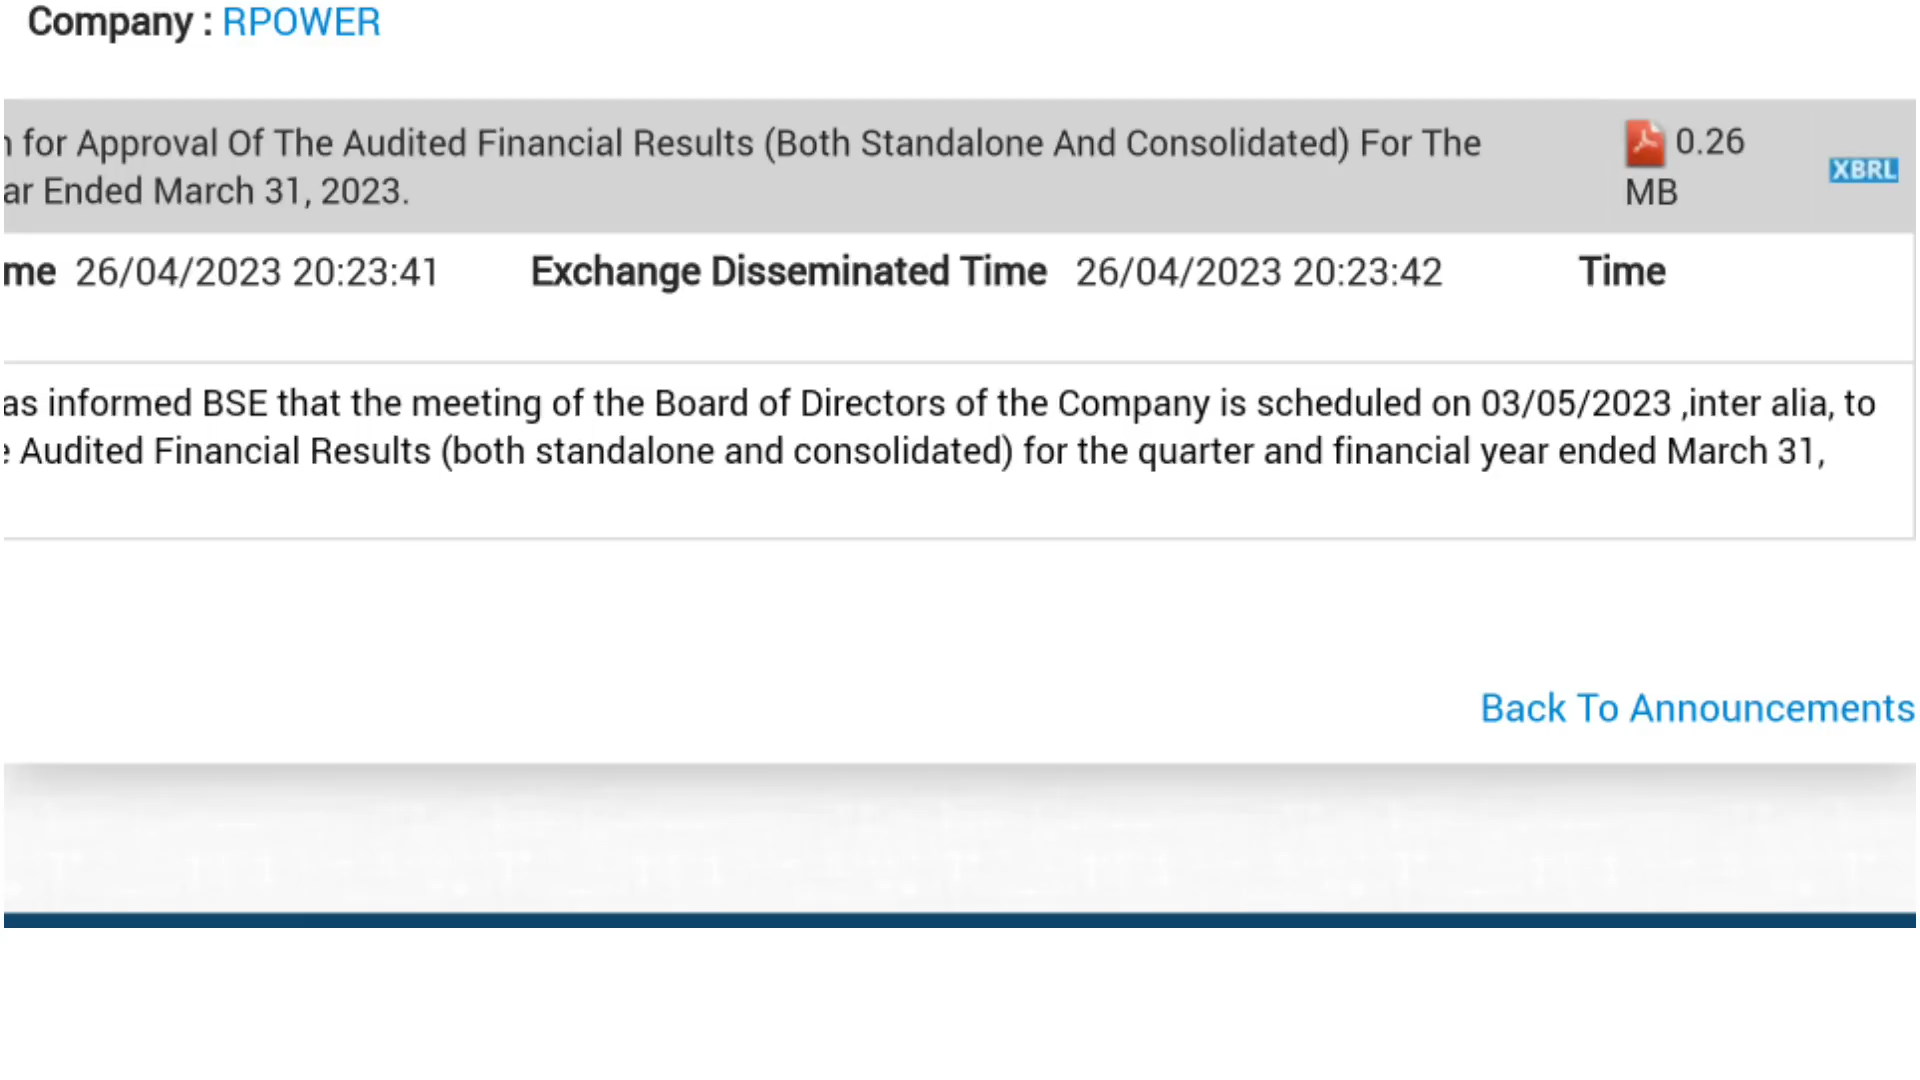 Company : RPOWER
for Approval Of The Audited Financial Results (Both Standalone And Consolidated) For The
0.26
MB
XBRL
ar Ended March 31, 2023.
me 26/04/2023 20:23:41 Exchange Disseminated Time 26/04/2023 20:23:42 Time
as informed BSE that the meeting of the Board of Directors of the Company is scheduled on 03/05/2023 ,inter alia, to
Audited Financial Results (both standalone and consolidated) for the quarter and financial year ended March 31,
Back To Announcements